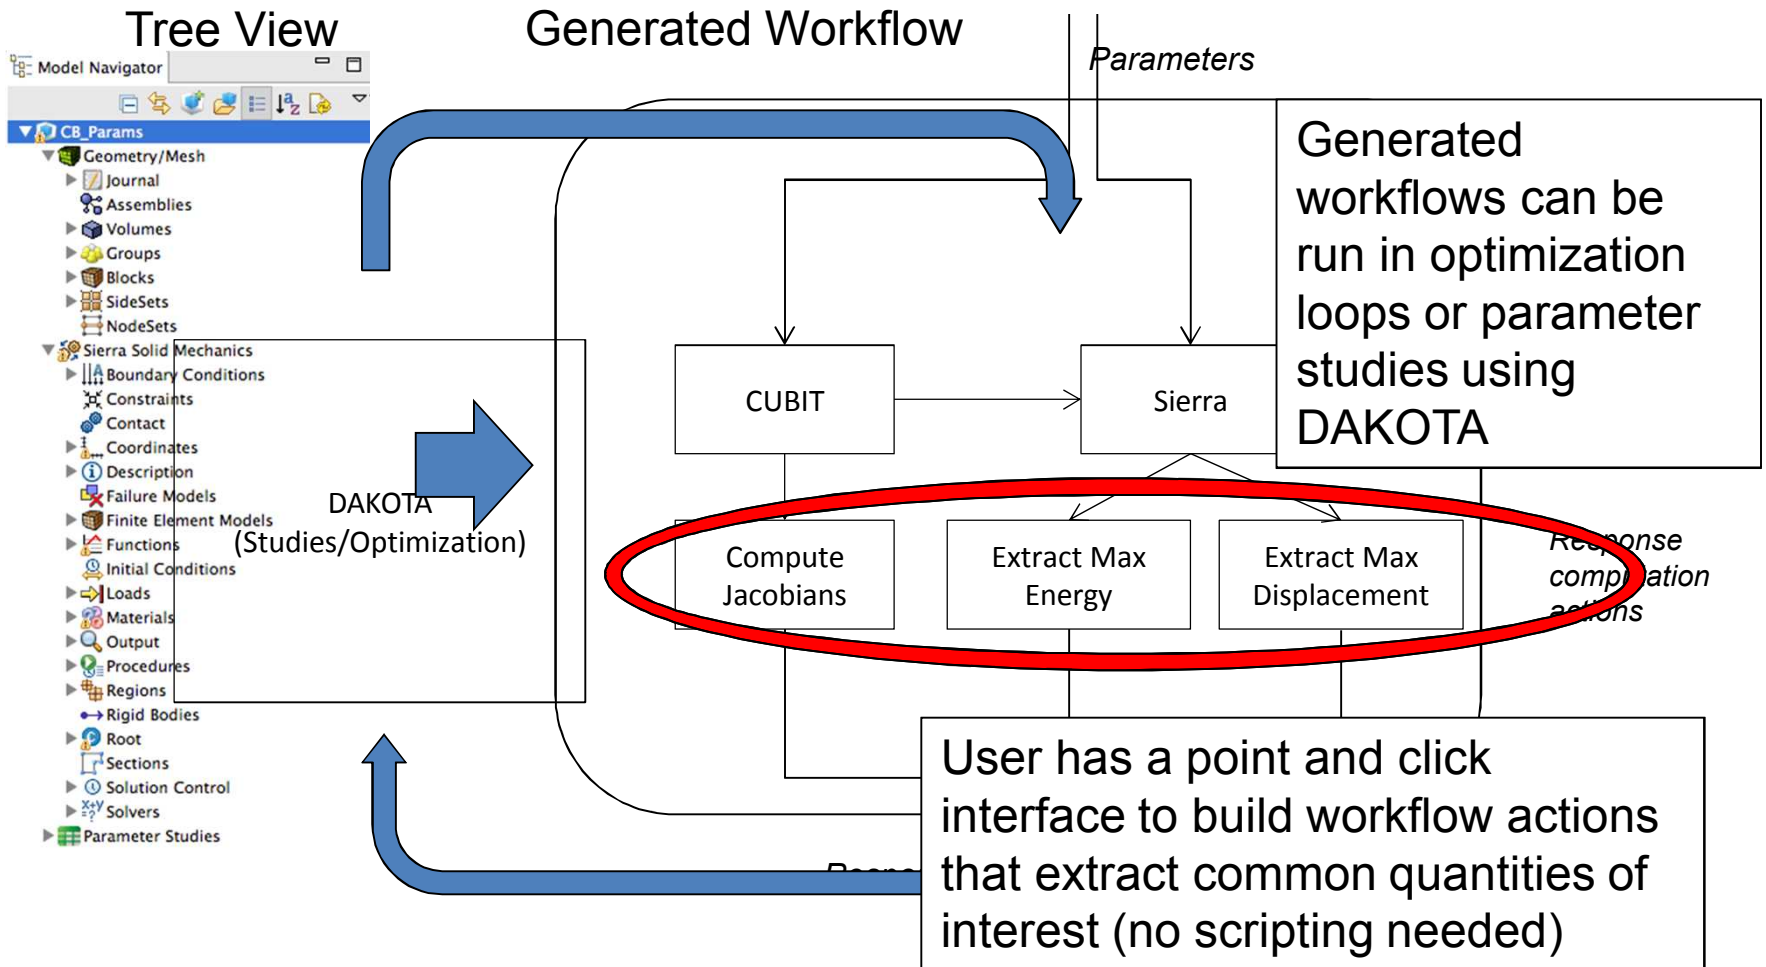 Tree View
Generated Workflow
Parameters
Model Navigator
CB_Params
Geometry/Mesh
Journal
Assemblies
Volumes
Groups
Blocks
SideSets
NodeSets
Sierra Solid Mechanics
Boundary Conditions
Constraints
Contact
Coordinates
Description
Failure Models
Finite Element Models
Functions
Initial Conditions
Loads
Materials
Output
Procedures
Regions
Rigid Bodies
Root
Sections
Solution Control
Solvers
Parameter Studies
DAKOTA
(Studies/Optimization)
CUBIT
Sierra
Generated
workflows can be
run in optimization
loops or parameter
studies using
DAKOTA
Compute
Jacobians
Extract Max
Energy
Extract Max
Displacement
Response
computation
actions
User has a point and click
interface to build workflow actions
that extract common quantities of
interest (no scripting needed)